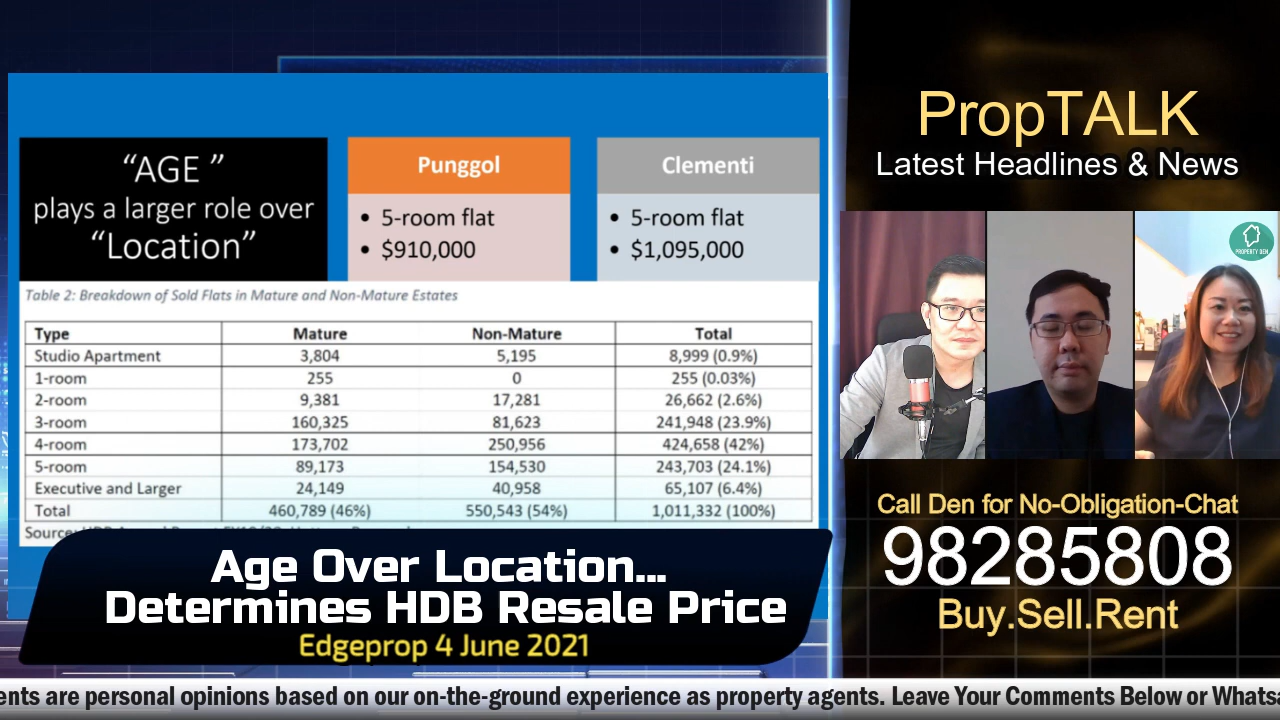 “AGE ”
plays a larger role over
“Location”
Punggol
• 5-room flat
• $910,000
Clementi
• 5-room flat
• $1,095,000
Table 2: Breakdown of Sold Flats in Mature and Non-Mature Estates
Type Mature Non-Mature Total
Studio Apartment 3,804 5,195 8,999 (0.9%)
1-room 255 0 255 (0.03%)
2-room 9,381 17,281 26,662 (2.6%)
3-room 160,325 81,623 241,948 (23.9%)
4-room 173,702 250,956 424,658 (42%)
5-room 89,173 154,530 243,703 (24.1%)
Executive and Larger 24,149 40,958 65,107 (6.4%)
Total 460,789 (46%) 550,543 (54%) 1,011,332 (100%)
Source:
Age Over Location...
Determines HDB Resale Price
Edgeprop 4 June 2021
PropTALK
Latest Headlines & News
PROPERTY DEN
Call Den for No-Obligation-Chat
98285808
Buy.Sell.Rent
ents are personal opinions based on our on-the-ground experience as property agents. Leave Your Comments Below or Whatsa